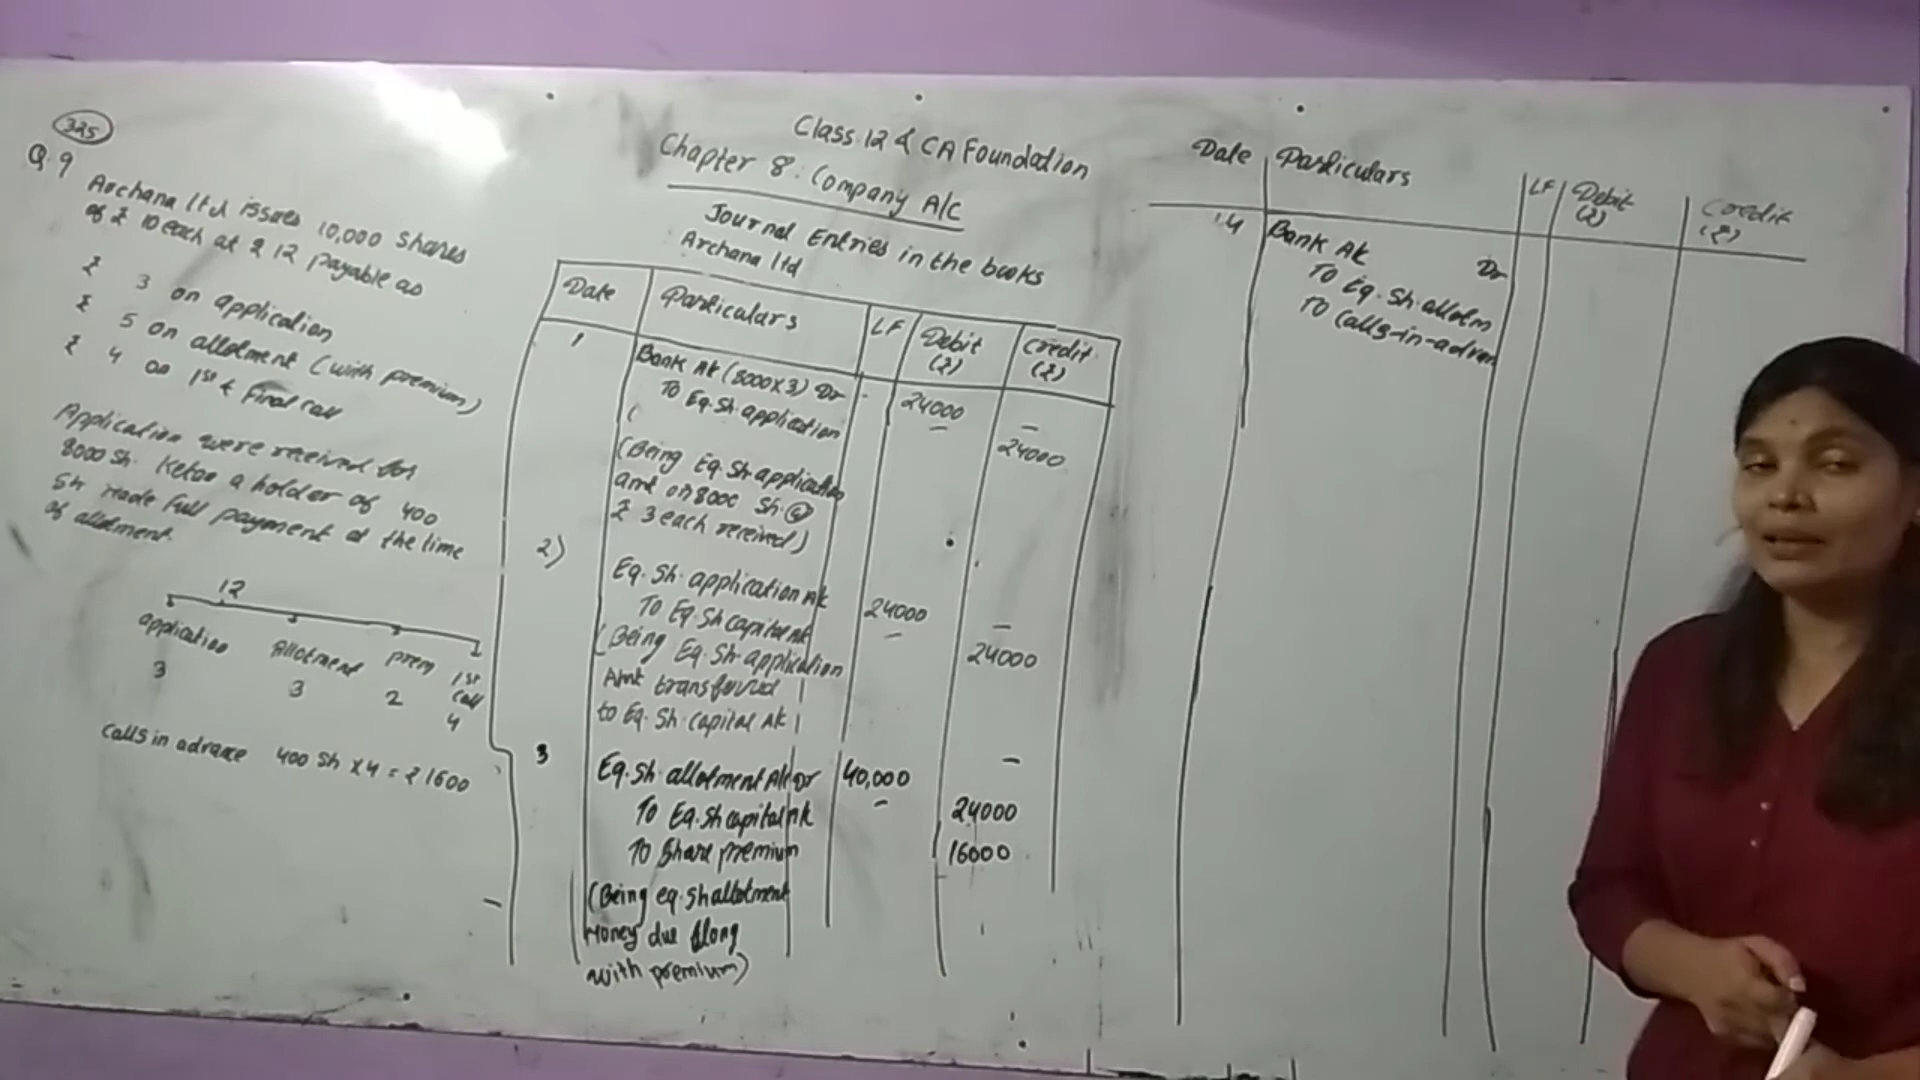 325
Q.9
Archana ltd issues 10,000 shares
of ₹ 10 each at ₹ 12 payable as
₹ 3 on application
₹ 5 on allotment (with premium)
₹ 4 on 1st & Final call
Application were received for
8000 Sh. Ketan a holder of 400
Sh Made full payment at the time
of allotment.
12
application Allotment prem 1st call
3 3 2 4
calls in advance 400 Sh x 4 = ₹ 1600
Class 12 & CA Foundation
Chapter 8: Company A/c
Journal Entries in the books
Archana ltd
Date Particulars LF Debit (₹) Credit (₹)
1 Bank A/c (8000x3) Dr 24000 –
To Eq.Sh application 24000
(
(Being Eq.Sh application
amt on 8000 Sh @
₹ 3 each received)
2) Eq.Sh.application A/c 24000 –
To Eq.Sh capital A/c 24000
(Being Eq.Sh application
Amt transferred
to Eq.Sh.capital A/c
3 Eq.Sh.allotment A/c Dr 40,000 –
To Eq.Sh capital A/c 24000
To Share premium 16000
(Being eq.Sh allotment
Money due along
with premium)
Date Particulars LF Debit (₹) Credit (₹)
4 Bank A/c Dr
To Eq.Sh.allotm
To Calls-in-advan